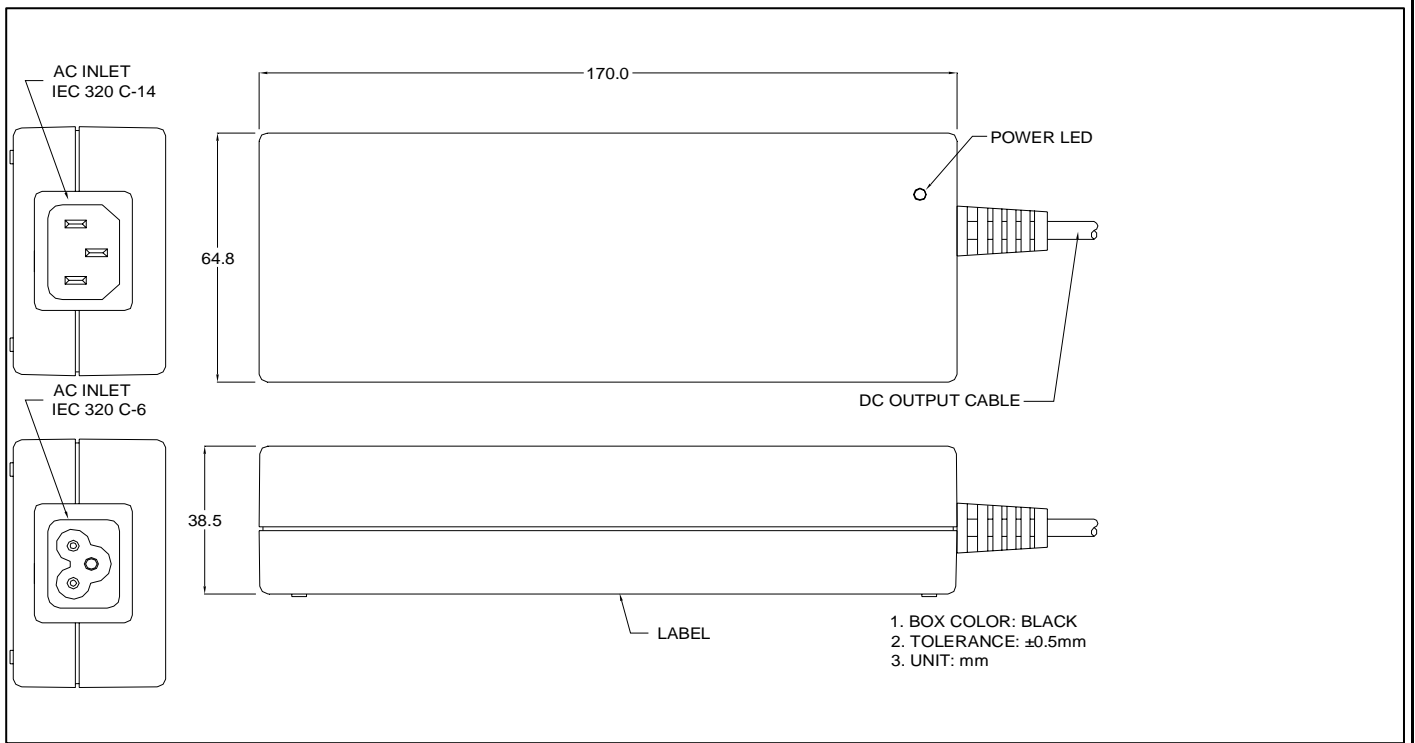 AC INLET
IEC 320 C-14
170.0
POWER LED
64.8
DC OUTPUT CABLE
AC INLET
IEC 320 C-6
38.5
LABEL
1. BOX COLOR: BLACK
2. TOLERANCE: ±0.5mm
3. UNIT: mm